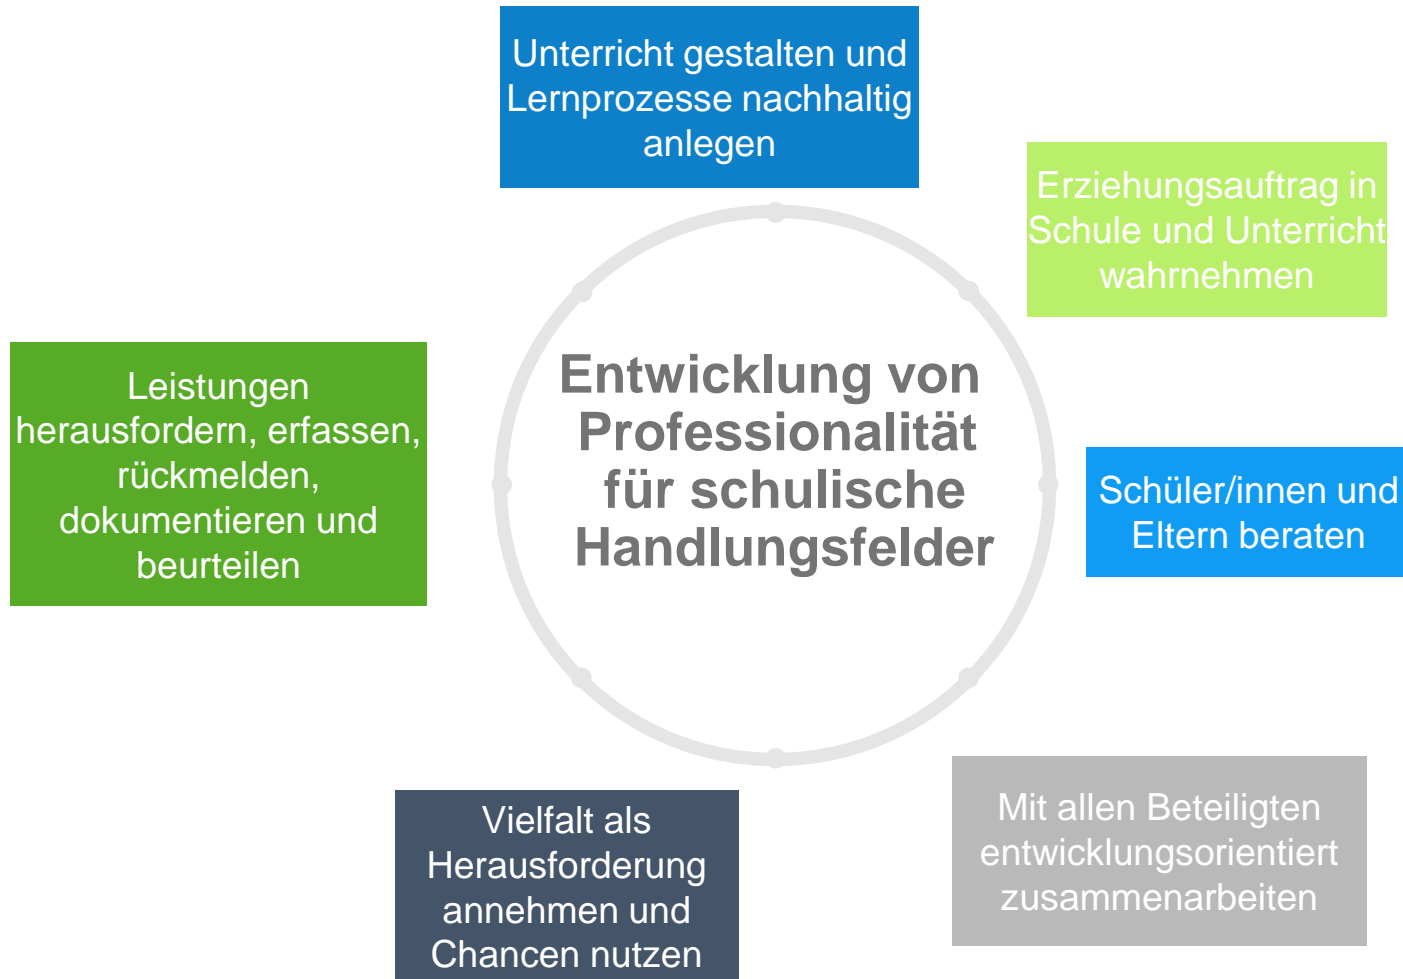 Unterricht gestalten und
Lernprozesse nachhaltig
anlegen
Erziehungsauftrag in
Schule und Unterricht
wahrnehmen
Leistungen
herausfordern, erfassen,
rückmelden,
dokumentieren und
beurteilen
Entwicklung von
Professionalität
für schulische
Handlungsfelder
Schüler/innen und
Eltern beraten
Mit allen Beteiligten
entwicklungsorientiert
zusammenarbeiten
Vielfalt als
Herausforderung
annehmen und
Chancen nutzen